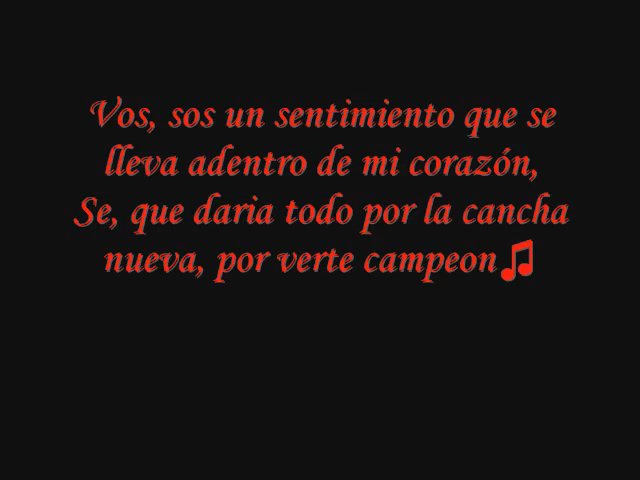 Vos, sos un sentimiento que se
lleva adentro de mi corazón,
Se, que daria todo por la cancha
nueva, por verte campeon♫